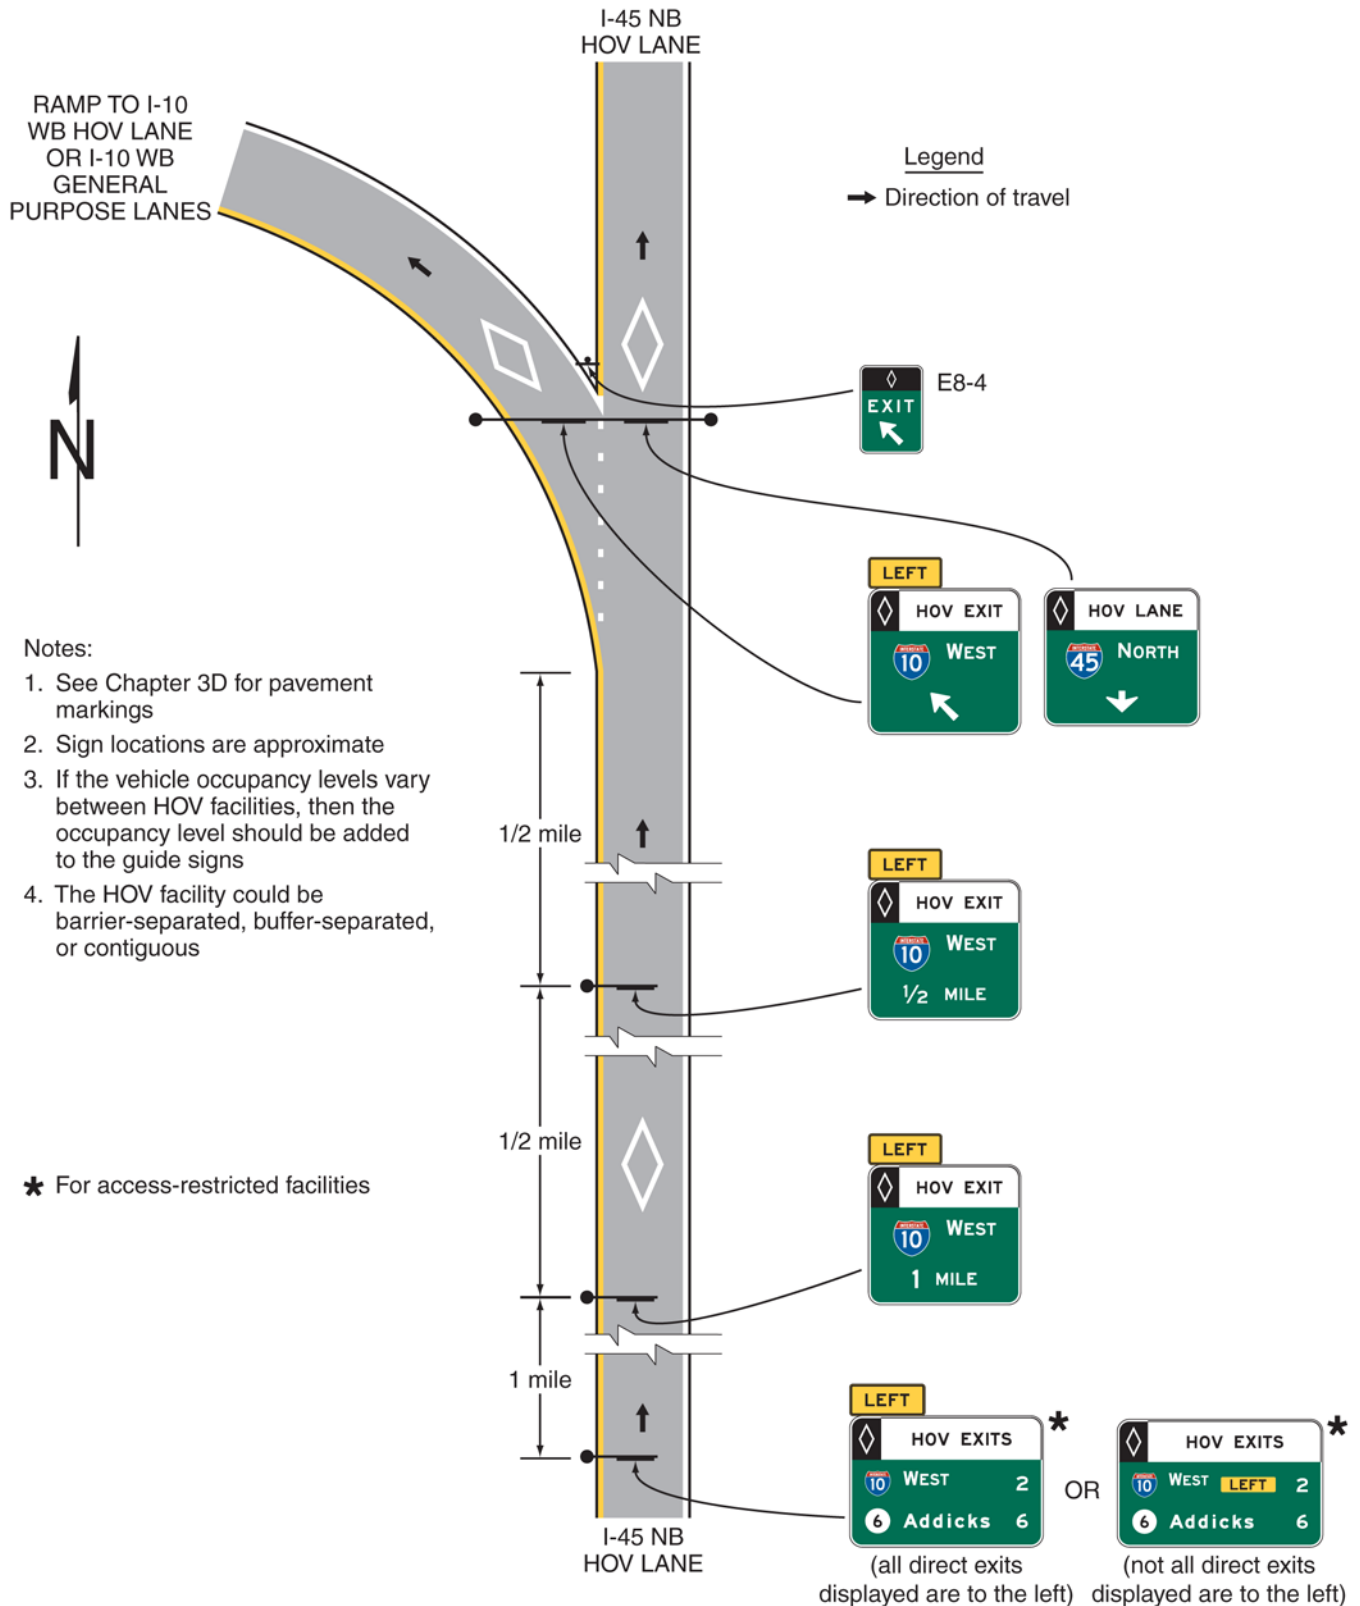 I-45 NB
HOV LANE
RAMP TO I-10
WB HOV LANE
OR I-10 WB
GENERAL
PURPOSE LANES
Legend
Direction of travel
N
EXIT
E8-4
LEFT
HOV EXIT
INTERSTATE
10 WEST
HOV LANE
INTERSTATE
45 NORTH
Notes:
1. See Chapter 3D for pavement
markings
2. Sign locations are approximate
3. If the vehicle occupancy levels vary
between HOV facilities, then the
occupancy level should be added
to the guide signs
4. The HOV facility could be
barrier-separated, buffer-separated,
or contiguous
* For access-restricted facilities
1/2 mile
LEFT
HOV EXIT
INTERSTATE
10 WEST
1/2 MILE
1/2 mile
LEFT
HOV EXIT
INTERSTATE
10 WEST
1 MILE
1 mile
LEFT
HOV EXITS *
INTERSTATE
10 WEST 2
6 Addicks 6
(all direct exits
displayed are to the left)
OR
HOV EXITS *
INTERSTATE
10 WEST LEFT 2
6 Addicks 6
(not all direct exits
displayed are to the left)
I-45 NB
HOV LANE